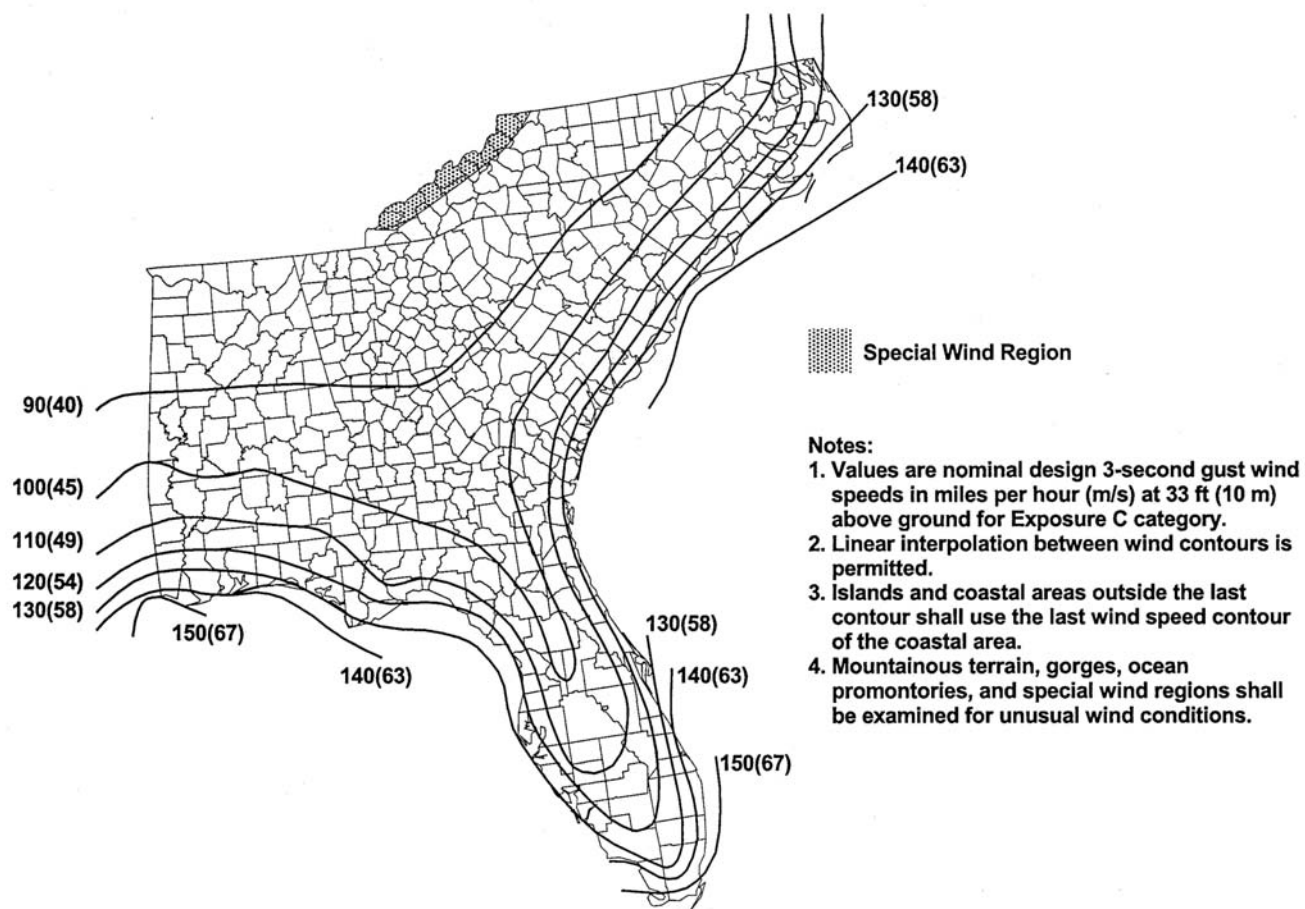 130(58)
140(63)
Special Wind Region
90(40)
Notes:
1. Values are nominal design 3-second gust wind
speeds in miles per hour (m/s) at 33 ft (10 m)
above ground for Exposure C category.
2. Linear interpolation between wind contours is
permitted.
3. Islands and coastal areas outside the last
contour shall use the last wind speed contour
of the coastal area.
4. Mountainous terrain, gorges, ocean
promontories, and special wind regions shall
be examined for unusual wind conditions.
100(45)
110(49)
120(54)
130(58)
150(67)
140(63)
130(58)
140(63)
150(67)